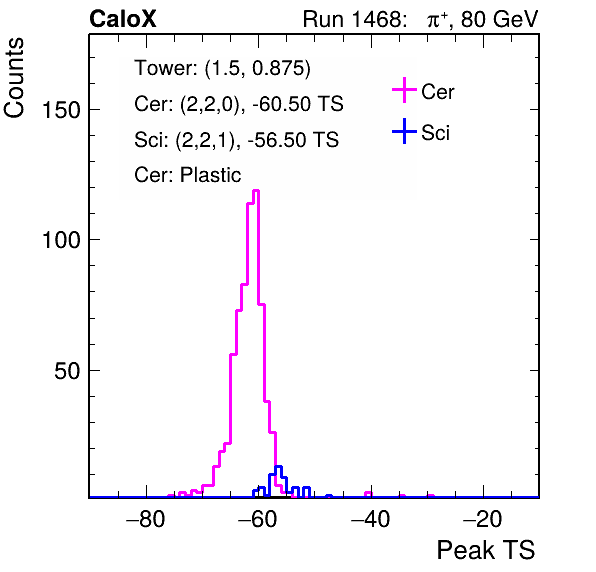 CaloX Run 1468: π⁺, 80 GeV
Counts
Tower: (1.5, 0.875)
Cer: (2,2,0), -60.50 TS
Sci: (2,2,1), -56.50 TS
Cer: Plastic
Cer
Sci
150
100
50
−80 −60 −40 −20
Peak TS